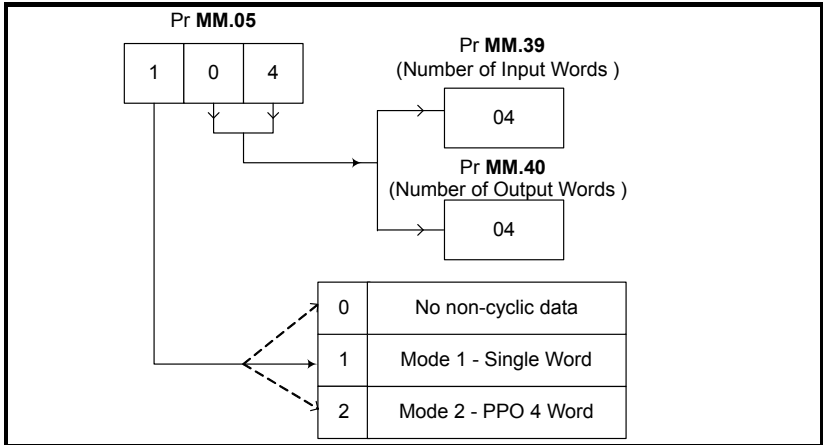 Pr MM.05
1 0 4
Pr MM.39
(Number of Input Words )
04
Pr MM.40
(Number of Output Words )
04
0 No non-cyclic data
1 Mode 1 - Single Word
2 Mode 2 - PPO 4 Word